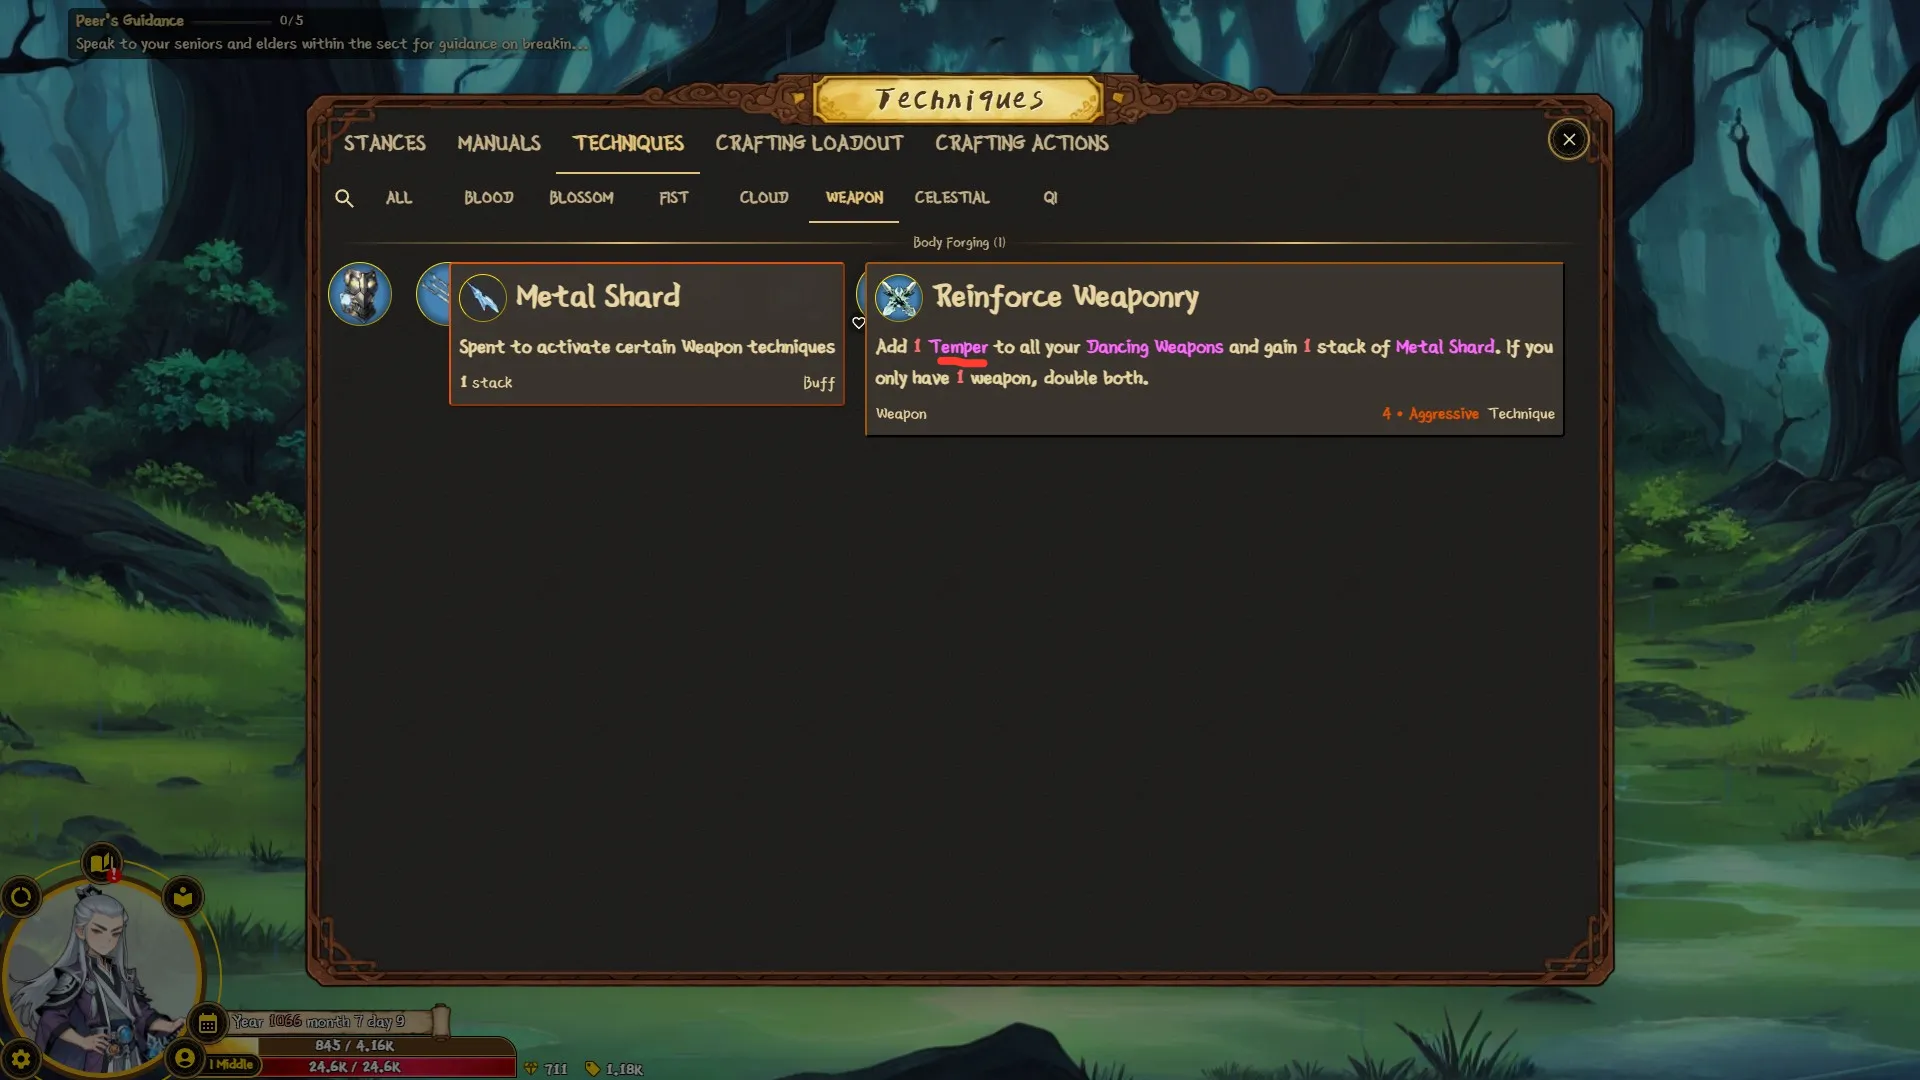 Peer's Guidance 0/5
Speak to your seniors and elders within the sect for guidance on breakin...
Techniques
STANCES MANUALS TECHNIQUES CRAFTING LOADOUT CRAFTING ACTIONS
ALL BLOOD BLOSSOM FIST CLOUD WEAPON CELESTIAL QI
Body Forging (1)
Metal Shard
Spent to activate certain Weapon techniques
1 stack Buff
Reinforce Weaponry
Add 1 Temper to all your Dancing Weapons and gain 1 stack of Metal Shard. If you
only have 1 weapon, double both.
Weapon 4 • Aggressive Technique
Year 1066 month 7 day 9
845 / 4.16K
I Middle 24.6K / 24.6K 711 1.18K